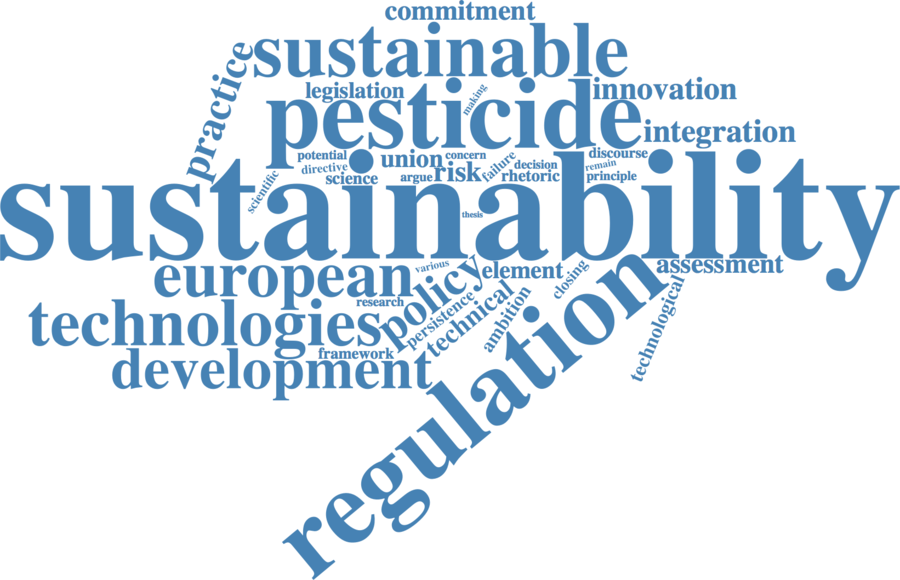 commitment
sustainable
practice
legislation
making
innovation
pesticide
integration
potential
union
concern
failure
decision
discourse
directive
science
argue
risk
rhetoric
remain
principle
scientific
sustainability
thesis
european
various
policy
element
closing
assessment
research
technologies
persistence
technical
ambition
technological
framework
development
regulation